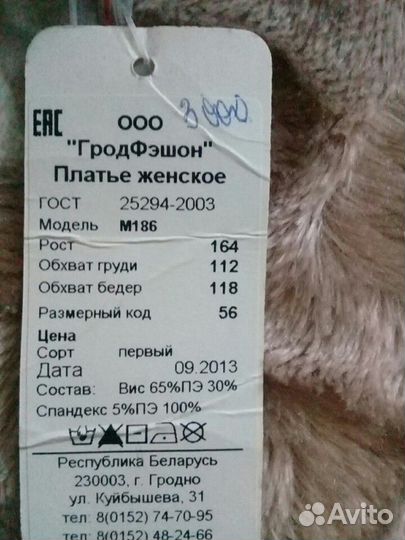 EAC ООО 3000
"ГродФэшон"
Платье женское
ГОСТ 25294-2003
Модель М186
Рост 164
Обхват груди 112
Обхват бедер 118
Размерный код 56
Цена
Сорт первый
Дата 09.2013
Состав: Вис 65%ПЭ 30%
Спандекс 5%ПЭ 100%
Республика Беларусь
230003, г. Гродно
ул. Куйбышева, 31
тел: 8(0152) 74-70-95
тел: 8(0152) 48-24-66
Avito